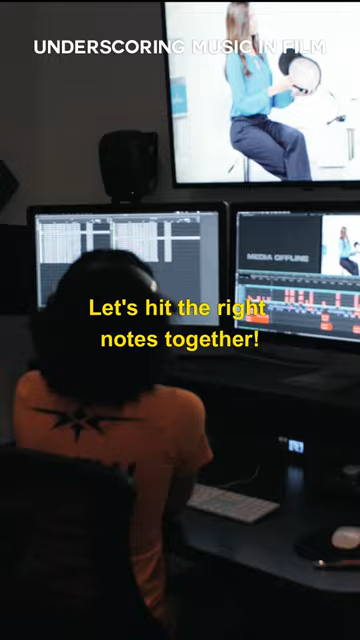 UNDERSCORING MUSIC IN FILM
MEDIA OFFLINE
Let's hit the right
notes together!